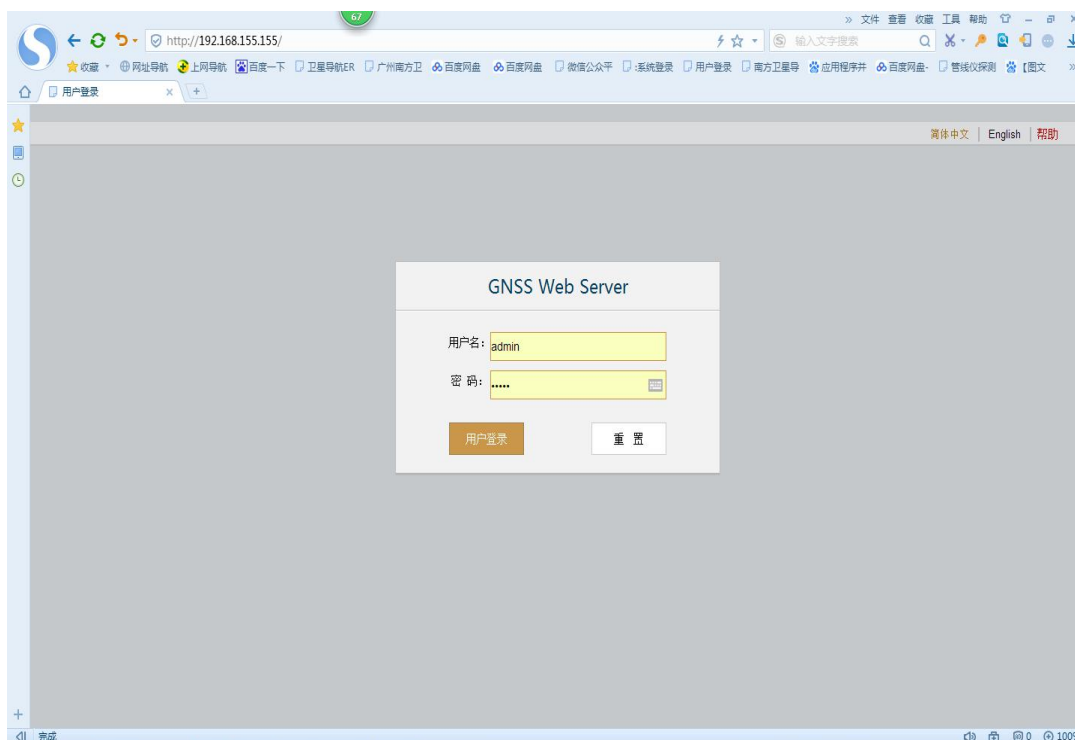 67
» 文件 查看 收藏 工具 帮助
http://192.168.155.155/
输入文字搜索
收藏 网址导航 上网导航 百度一下 卫星导航ER 广州南方卫 百度网盘 百度网盘 微信公众平 :系统登录 用户登录 南方卫星导 应用程序并 百度网盘- 管线仪探测 【图文 »
用户登录
简体中文 | English | 帮助
GNSS Web Server
用户名: admin
密 码: •••••
用户登录 重 置
完成 0 100%